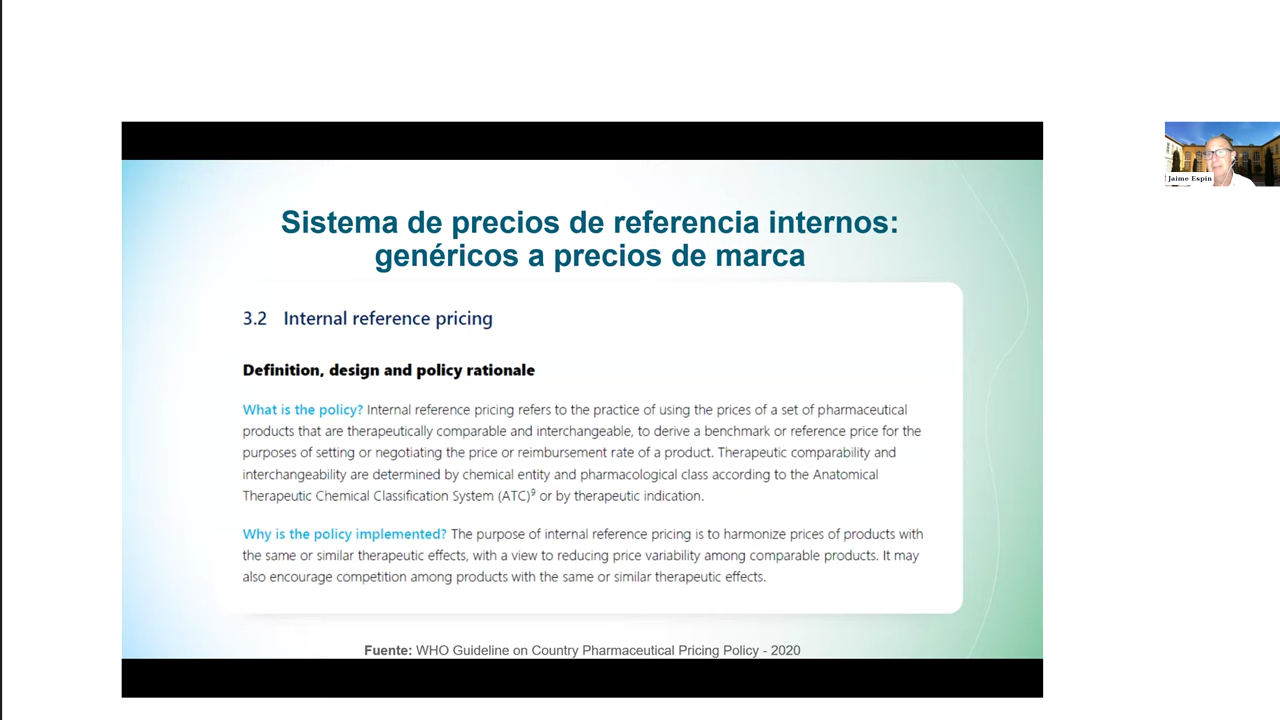 Sistema de precios de referencia internos:
genéricos a precios de marca
3.2 Internal reference pricing
Definition, design and policy rationale
What is the policy? Internal reference pricing refers to the practice of using the prices of a set of pharmaceutical
products that are therapeutically comparable and interchangeable, to derive a benchmark or reference price for the
purposes of setting or negotiating the price or reimbursement rate of a product. Therapeutic comparability and
interchangeability are determined by chemical entity and pharmacological class according to the Anatomical
Therapeutic Chemical Classification System (ATC)⁹ or by therapeutic indication.
Why is the policy implemented? The purpose of internal reference pricing is to harmonize prices of products with
the same or similar therapeutic effects, with a view to reducing price variability among comparable products. It may
also encourage competition among products with the same or similar therapeutic effects.
Fuente: WHO Guideline on Country Pharmaceutical Pricing Policy - 2020
Jaime Espin